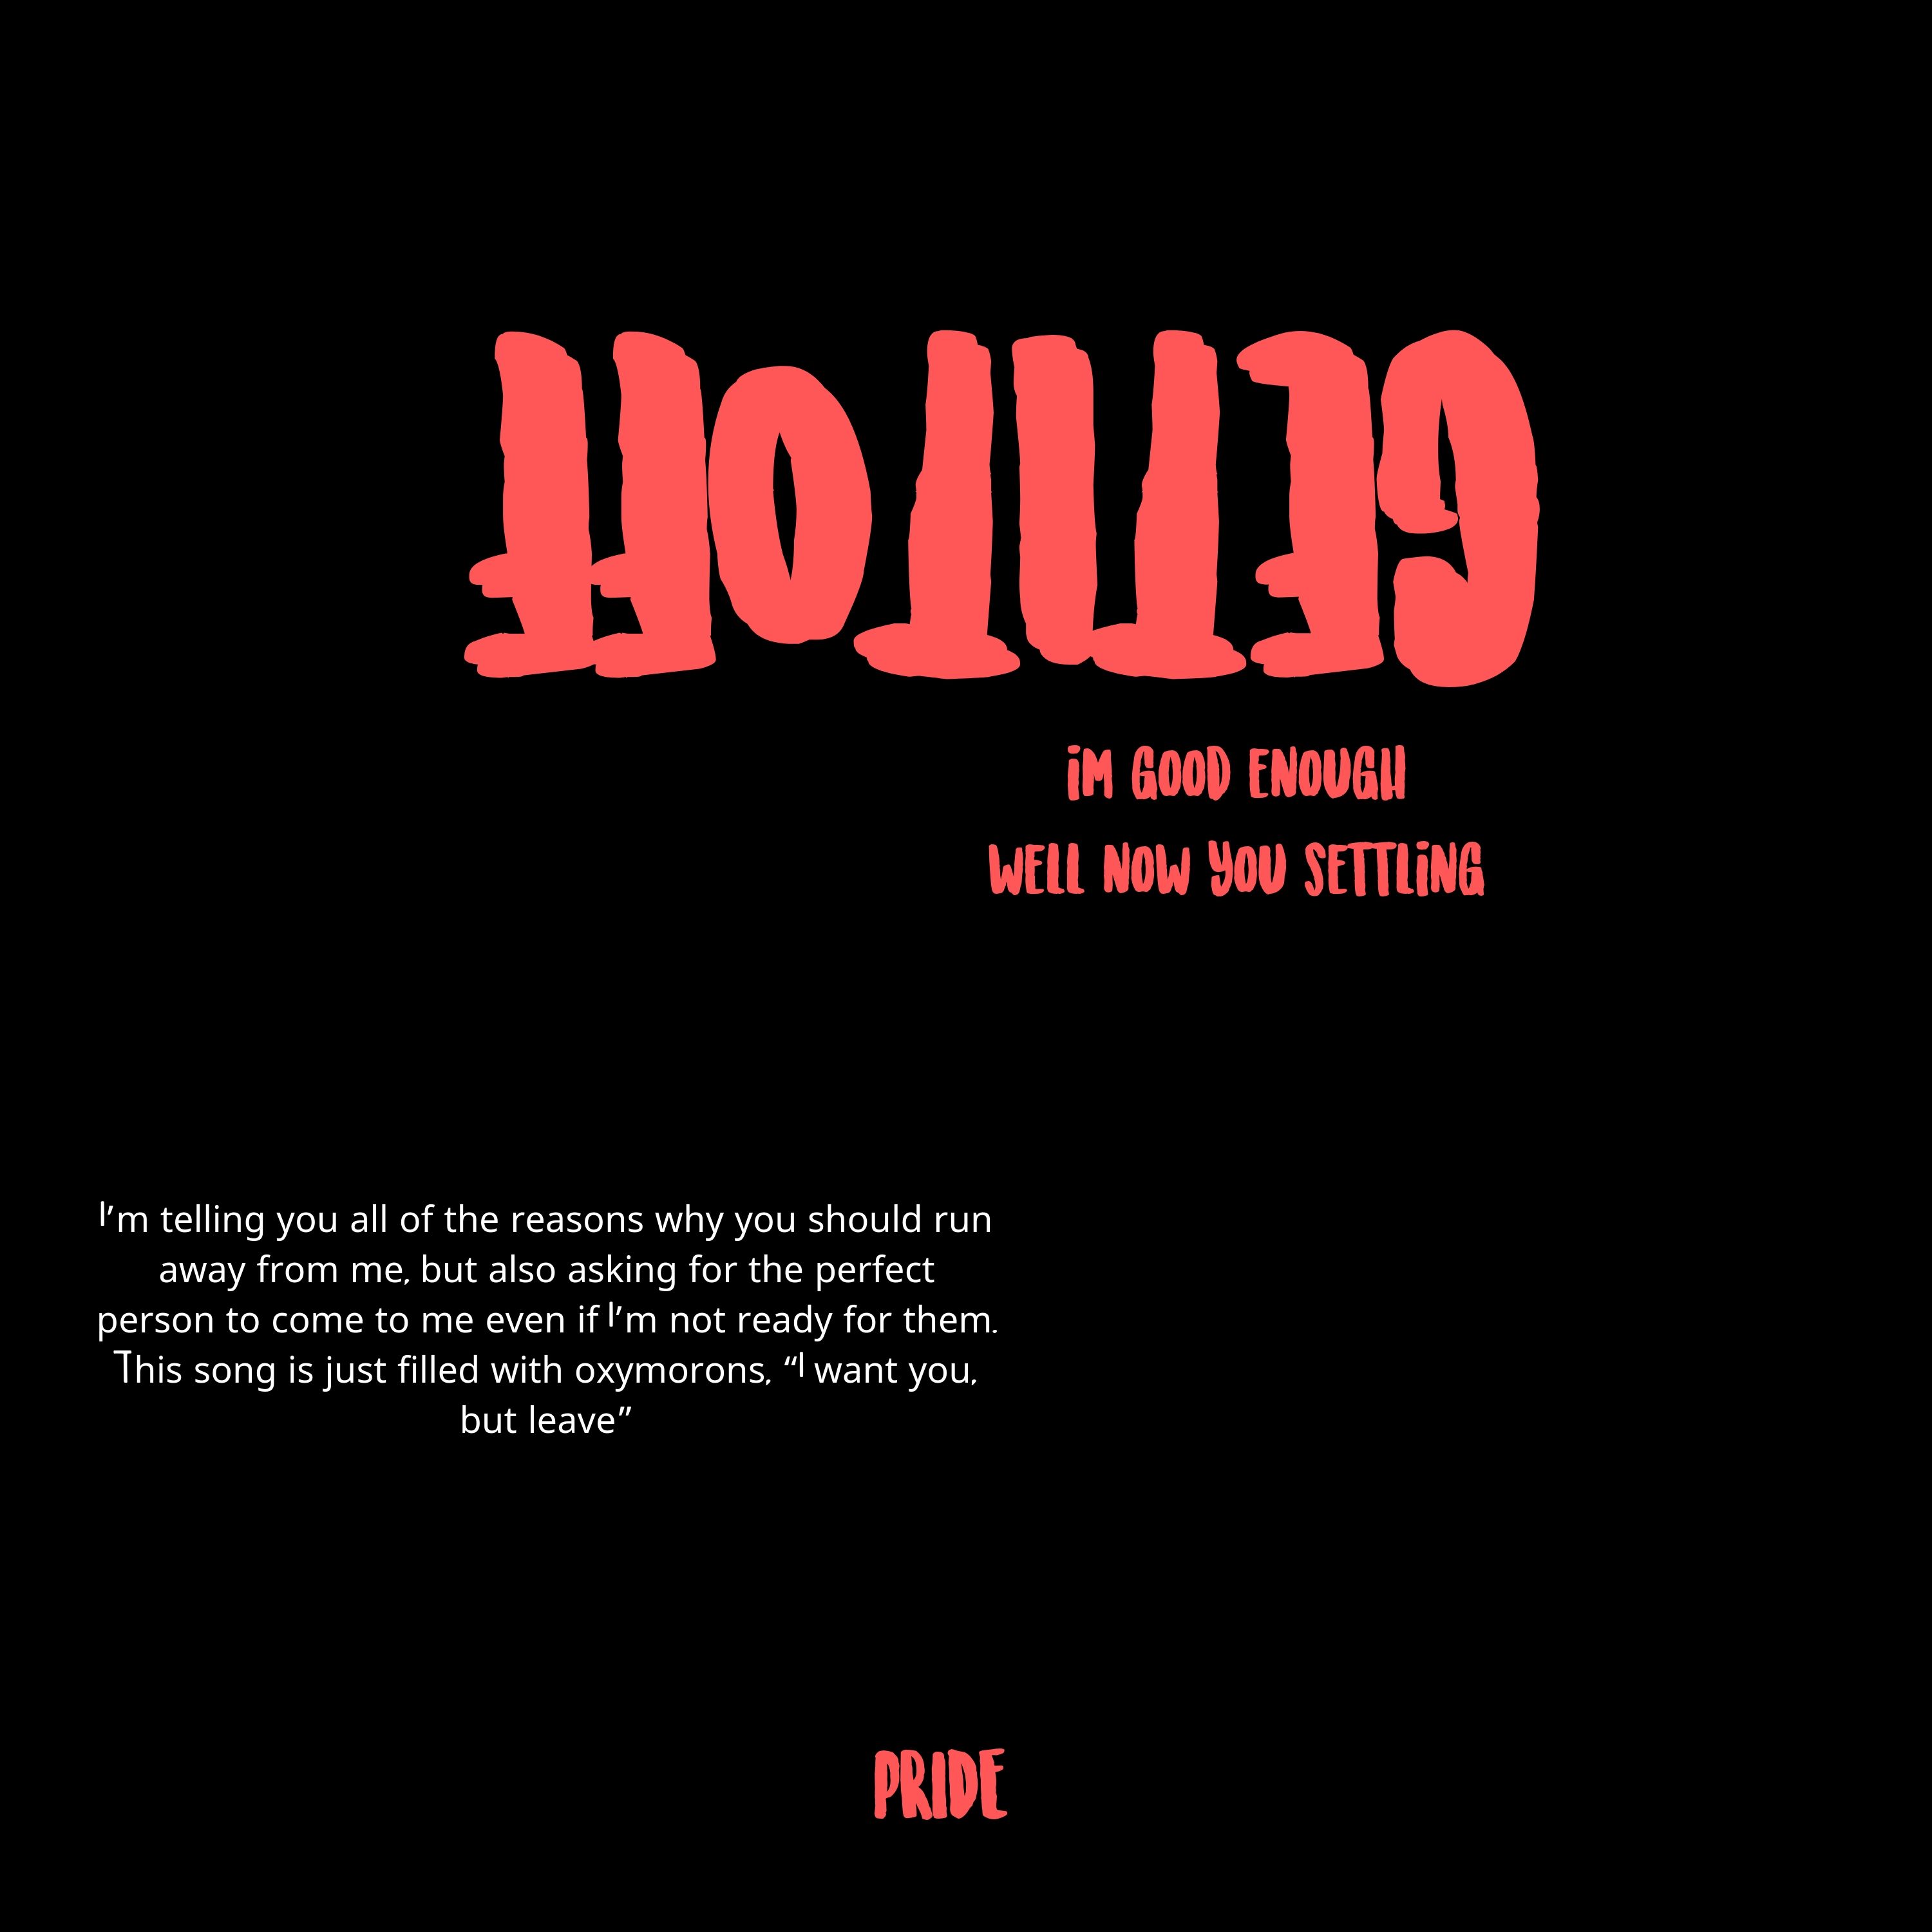 GETITOFF
iM GOOD ENOUGH
WELL NOW YOU SETTLiNG
I’m telling you all of the reasons why you should run
away from me, but also asking for the perfect
person to come to me even if I’m not ready for them.
This song is just filled with oxymorons, “I want you,
but leave”
PRIDE